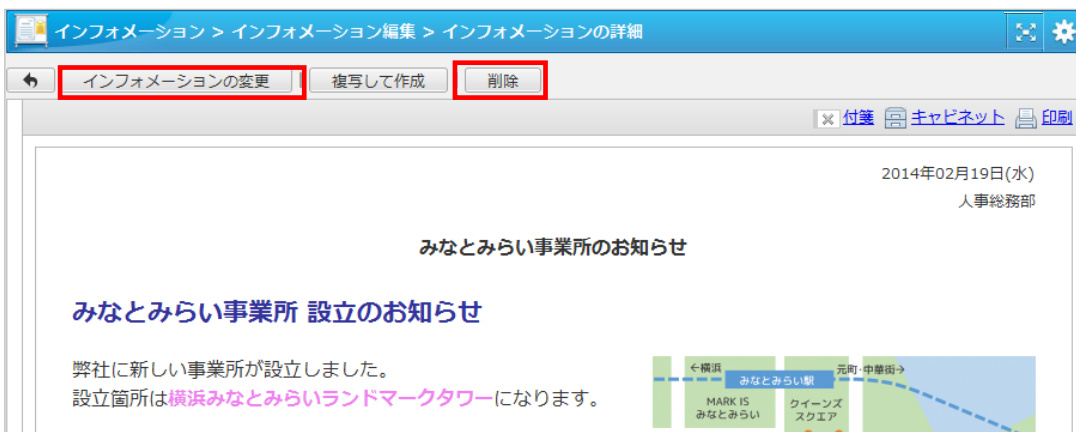 インフォメーション > インフォメーション編集 > インフォメーションの詳細
インフォメーションの変更 複写して作成 削除
付箋 キャビネット 印刷
2014年02月19日(水)
人事総務部
みなとみらい事業所のお知らせ
みなとみらい事業所 設立のお知らせ
弊社に新しい事業所が設立しました。
設立箇所は横浜みなとみらいランドマークタワーになります。
←横浜
みなとみらい駅
元町・中華街→
MARK IS
みなとみらい
クイーンズ
スクエア